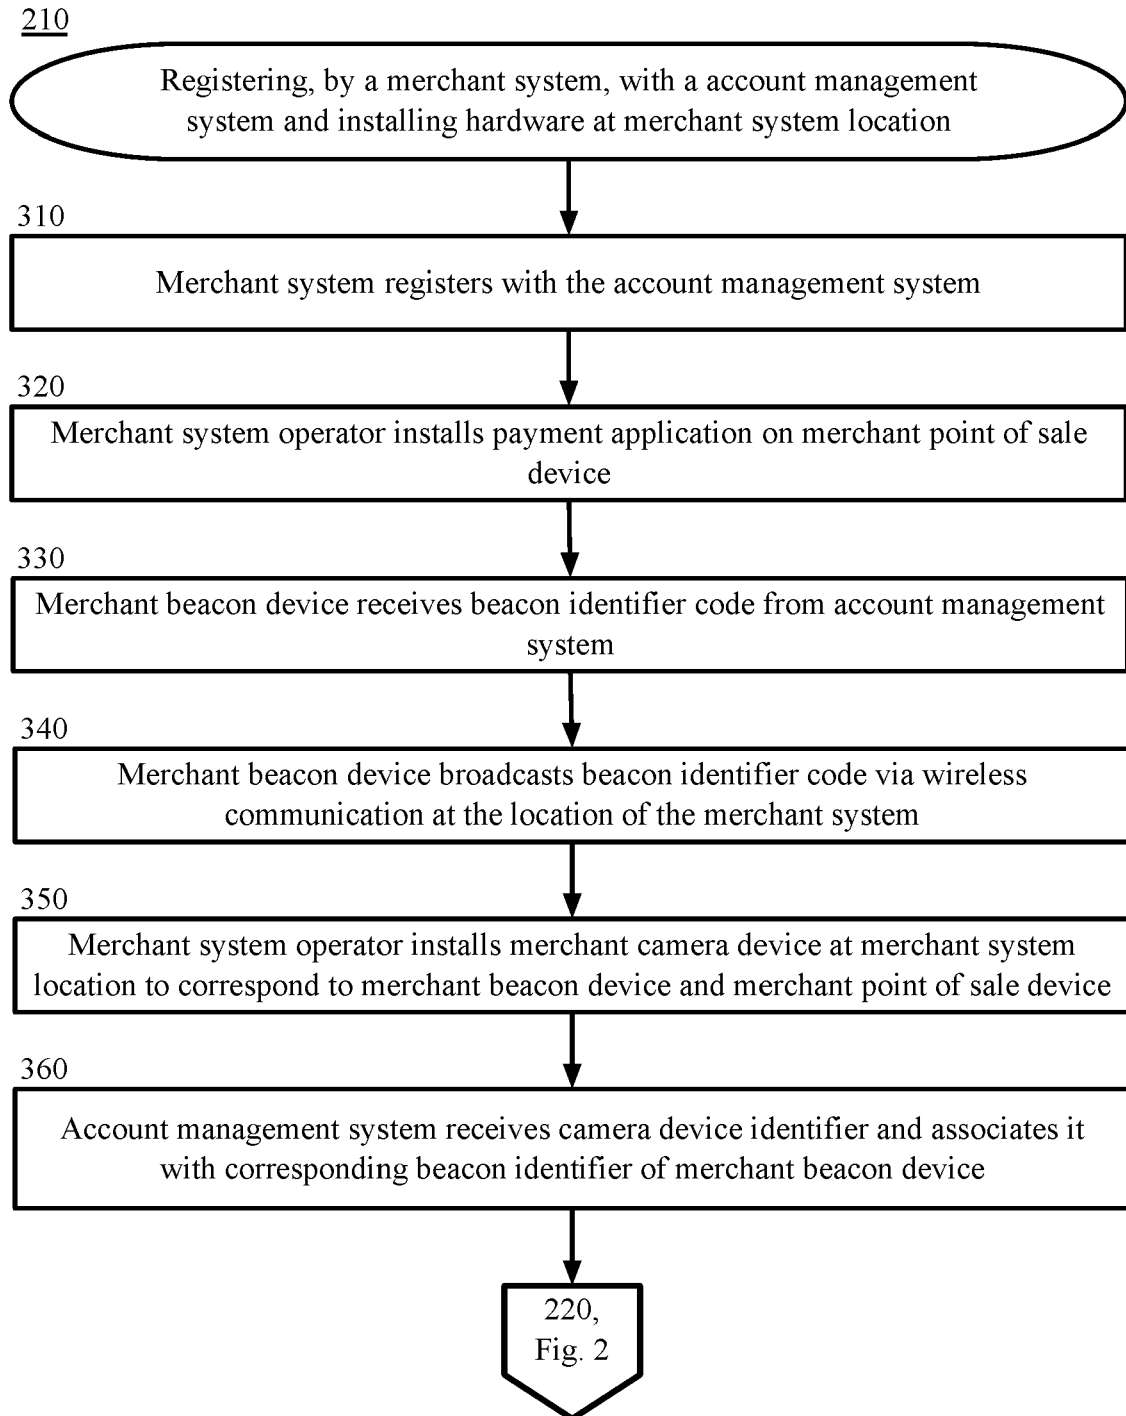 210
Registering, by a merchant system, with a account management
system and installing hardware at merchant system location
310
Merchant system registers with the account management system
320
Merchant system operator installs payment application on merchant point of sale
device
330
Merchant beacon device receives beacon identifier code from account management
system
340
Merchant beacon device broadcasts beacon identifier code via wireless
communication at the location of the merchant system
350
Merchant system operator installs merchant camera device at merchant system
location to correspond to merchant beacon device and merchant point of sale device
360
Account management system receives camera device identifier and associates it
with corresponding beacon identifier of merchant beacon device
220,
Fig. 2